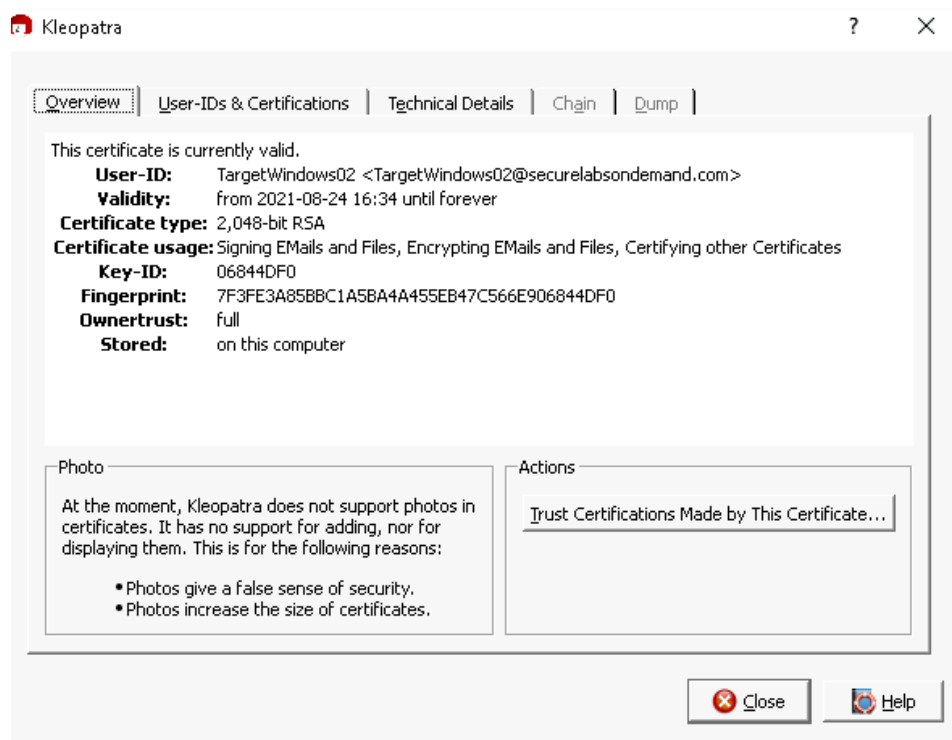 Kleopatra
Overview User-IDs & Certifications Technical Details Chain Dump
This certificate is currently valid.
User-ID: TargetWindows02 <TargetWindows02@securelabsondemand.com>
Validity: from 2021-08-24 16:34 until forever
Certificate type: 2,048-bit RSA
Certificate usage: Signing EMails and Files, Encrypting EMails and Files, Certifying other Certificates
Key-ID: 06844DF0
Fingerprint: 7F3FE3A85BBC1A5BA4A455EB47C566E906844DF0
Ownertrust: full
Stored: on this computer
Photo
At the moment, Kleopatra does not support photos in
certificates. It has no support for adding, nor for
displaying them. This is for the following reasons:
• Photos give a false sense of security.
• Photos increase the size of certificates.
Actions
Trust Certifications Made by This Certificate...
Close Help